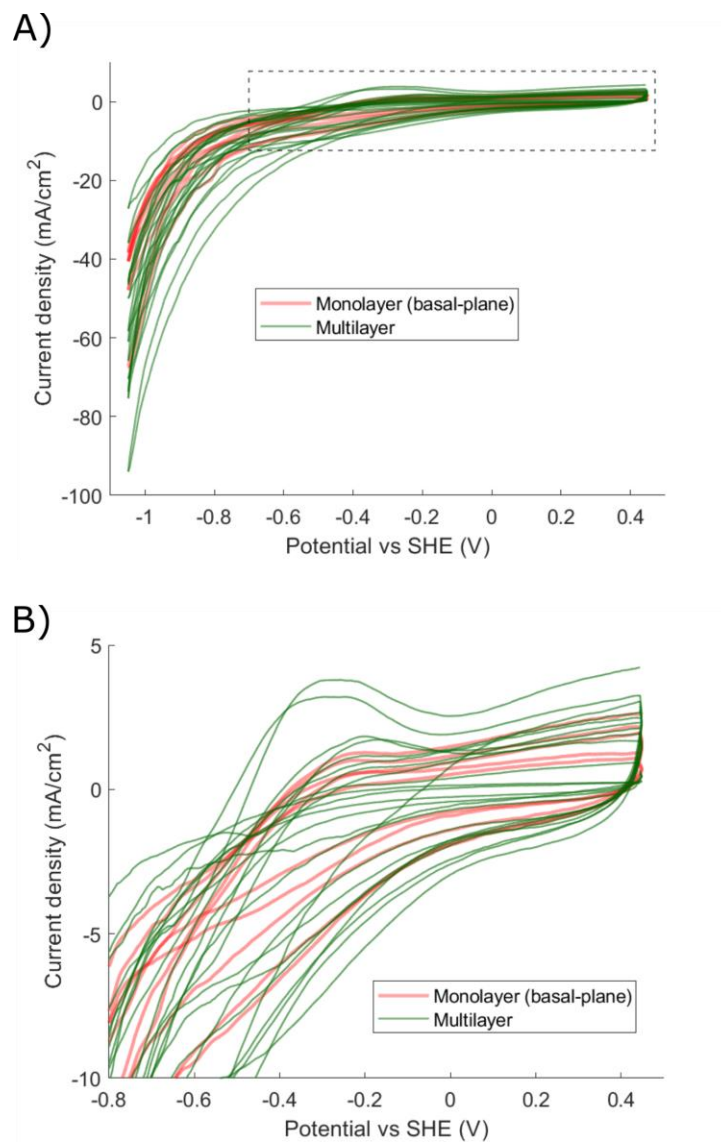 A)
0
-20
-40
-60
-80
-100
Current density (mA/cm²)
Monolayer (basal-plane)
Multilayer
-1 -0.8 -0.6 -0.4 -0.2 0 0.2 0.4
Potential vs SHE (V)
B)
5
0
-5
-10
Current density (mA/cm²)
Monolayer (basal-plane)
Multilayer
-0.8 -0.6 -0.4 -0.2 0 0.2 0.4
Potential vs SHE (V)